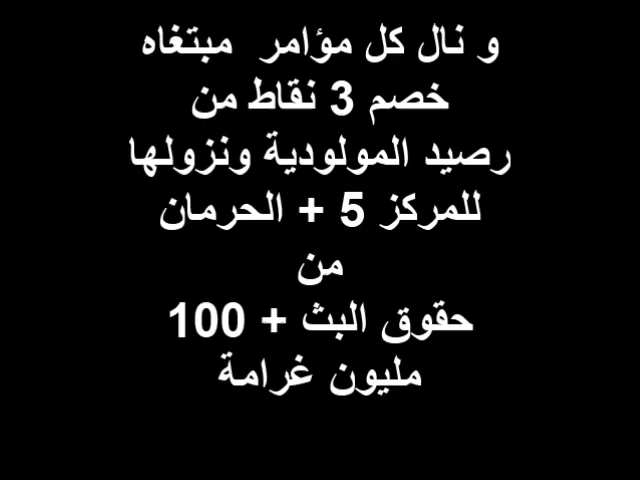 و نال كل مؤامر مبتغاه
خصم 3 نقاط من
رصيد المولودية ونزولها
للمركز 5 + الحرمان
من
حقوق البث + 100
مليون غرامة